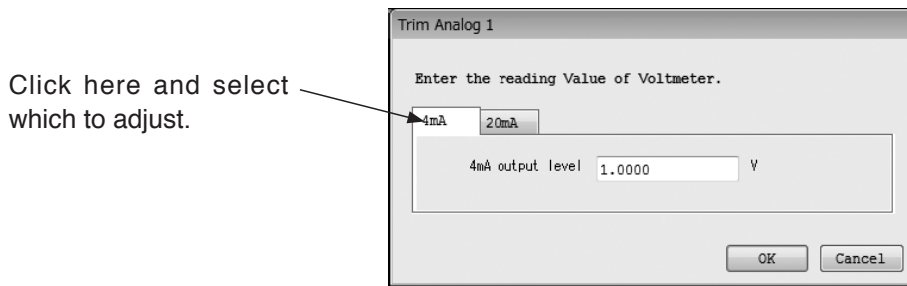 Trim Analog 1
Click here and select
which to adjust.
Enter the reading Value of Voltmeter.
4mA
20mA
4mA output level 1.0000 V
OK
Cancel